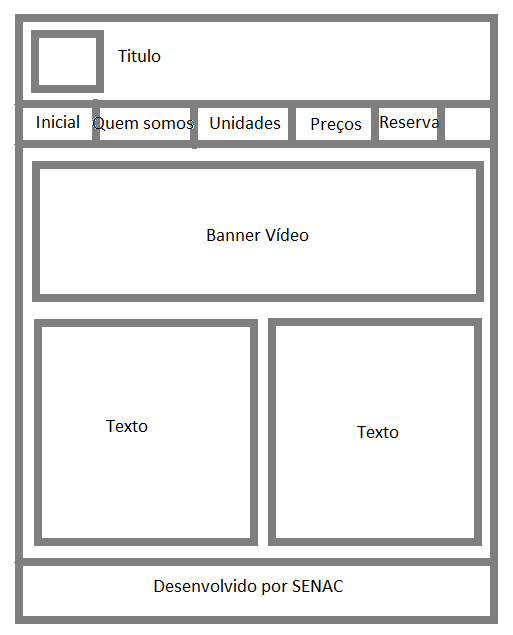 Titulo
Inicial
Quem somos
Unidades
Preços
Reserva
Banner Vídeo
Texto
Texto
Desenvolvido por SENAC